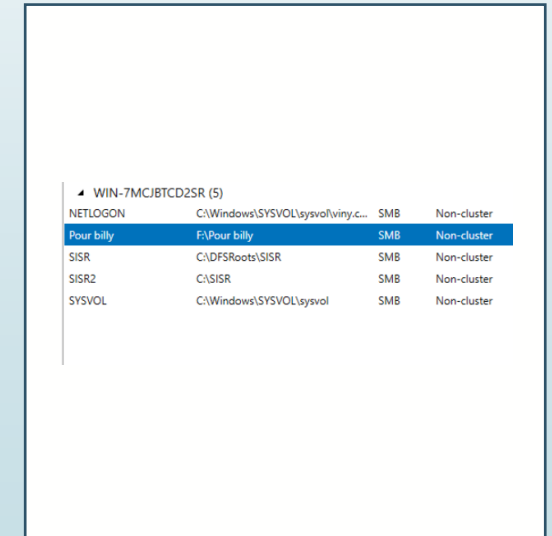 WIN-7MCJBTCD2SR (5)
NETLOGON C:\Windows\SYSVOL\sysvol\viny.c... SMB Non-cluster
Pour billy F:\Pour billy SMB Non-cluster
SISR C:\DFSRoots\SISR SMB Non-cluster
SISR2 C:\SISR SMB Non-cluster
SYSVOL C:\Windows\SYSVOL\sysvol SMB Non-cluster